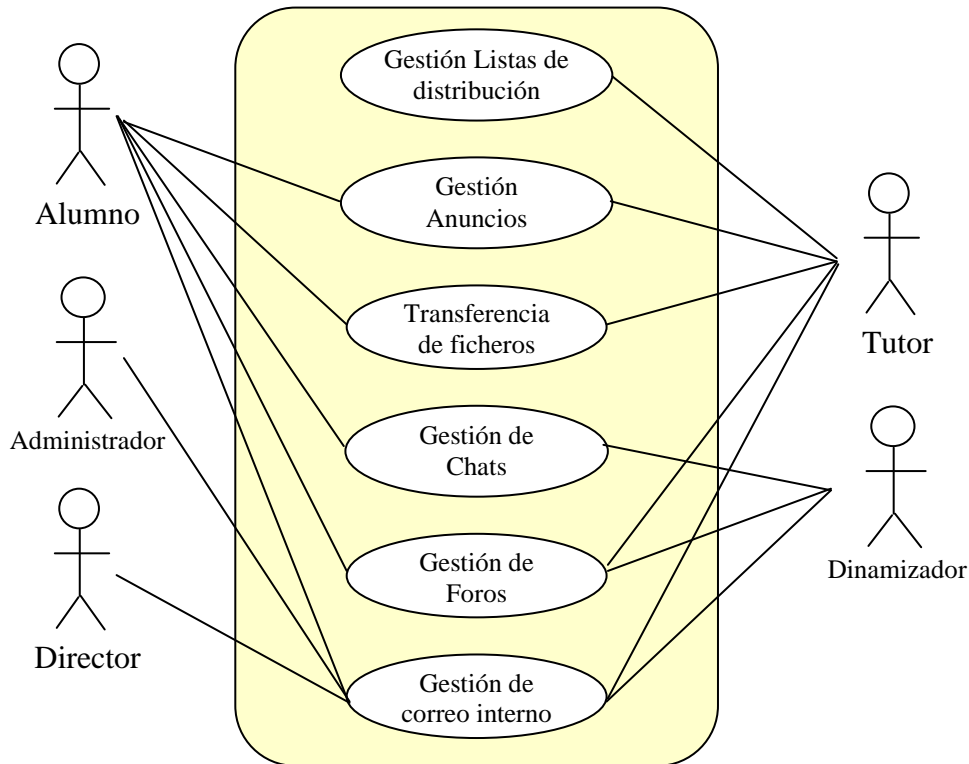 Gestión Listas de
distribución
Alumno
Gestión
Anuncios
Transferencia
de ficheros
Tutor
Administrador
Gestión de
Chats
Gestión de
Foros
Dinamizador
Director
Gestión de
correo interno